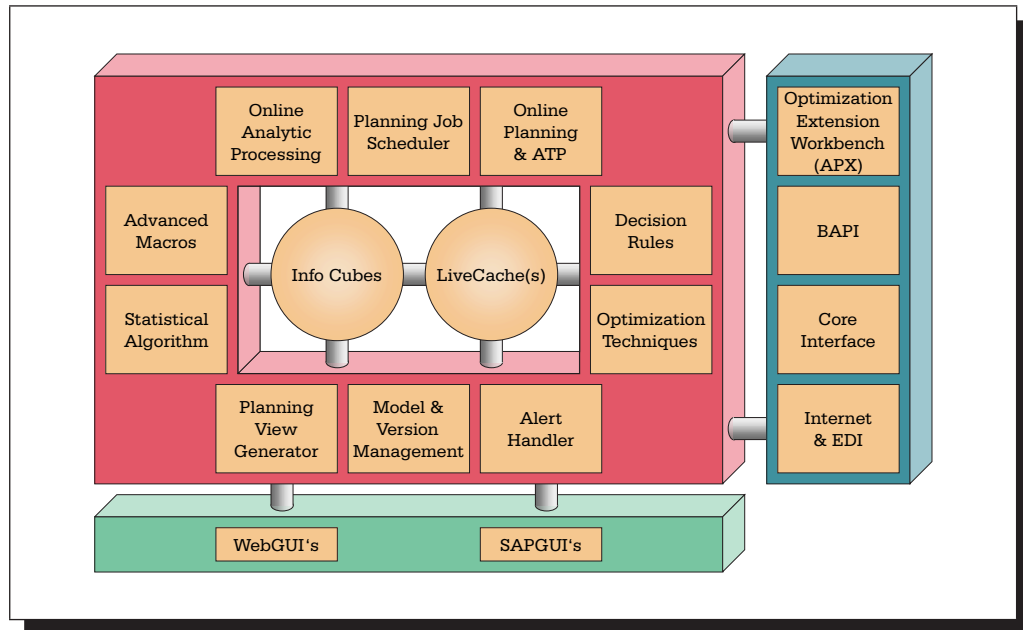 Online
Analytic
Processing
Planning Job
Scheduler
Online
Planning
& ATP
Optimization
Extension
Workbench
(APX)
Advanced
Macros
Decision
Rules
BAPI
Info Cubes
LiveCache(s)
Statistical
Algorithm
Optimization
Techniques
Core
Interface
Planning
View
Generator
Model &
Version
Management
Alert
Handler
Internet
& EDI
WebGUI‘s
SAPGUI‘s